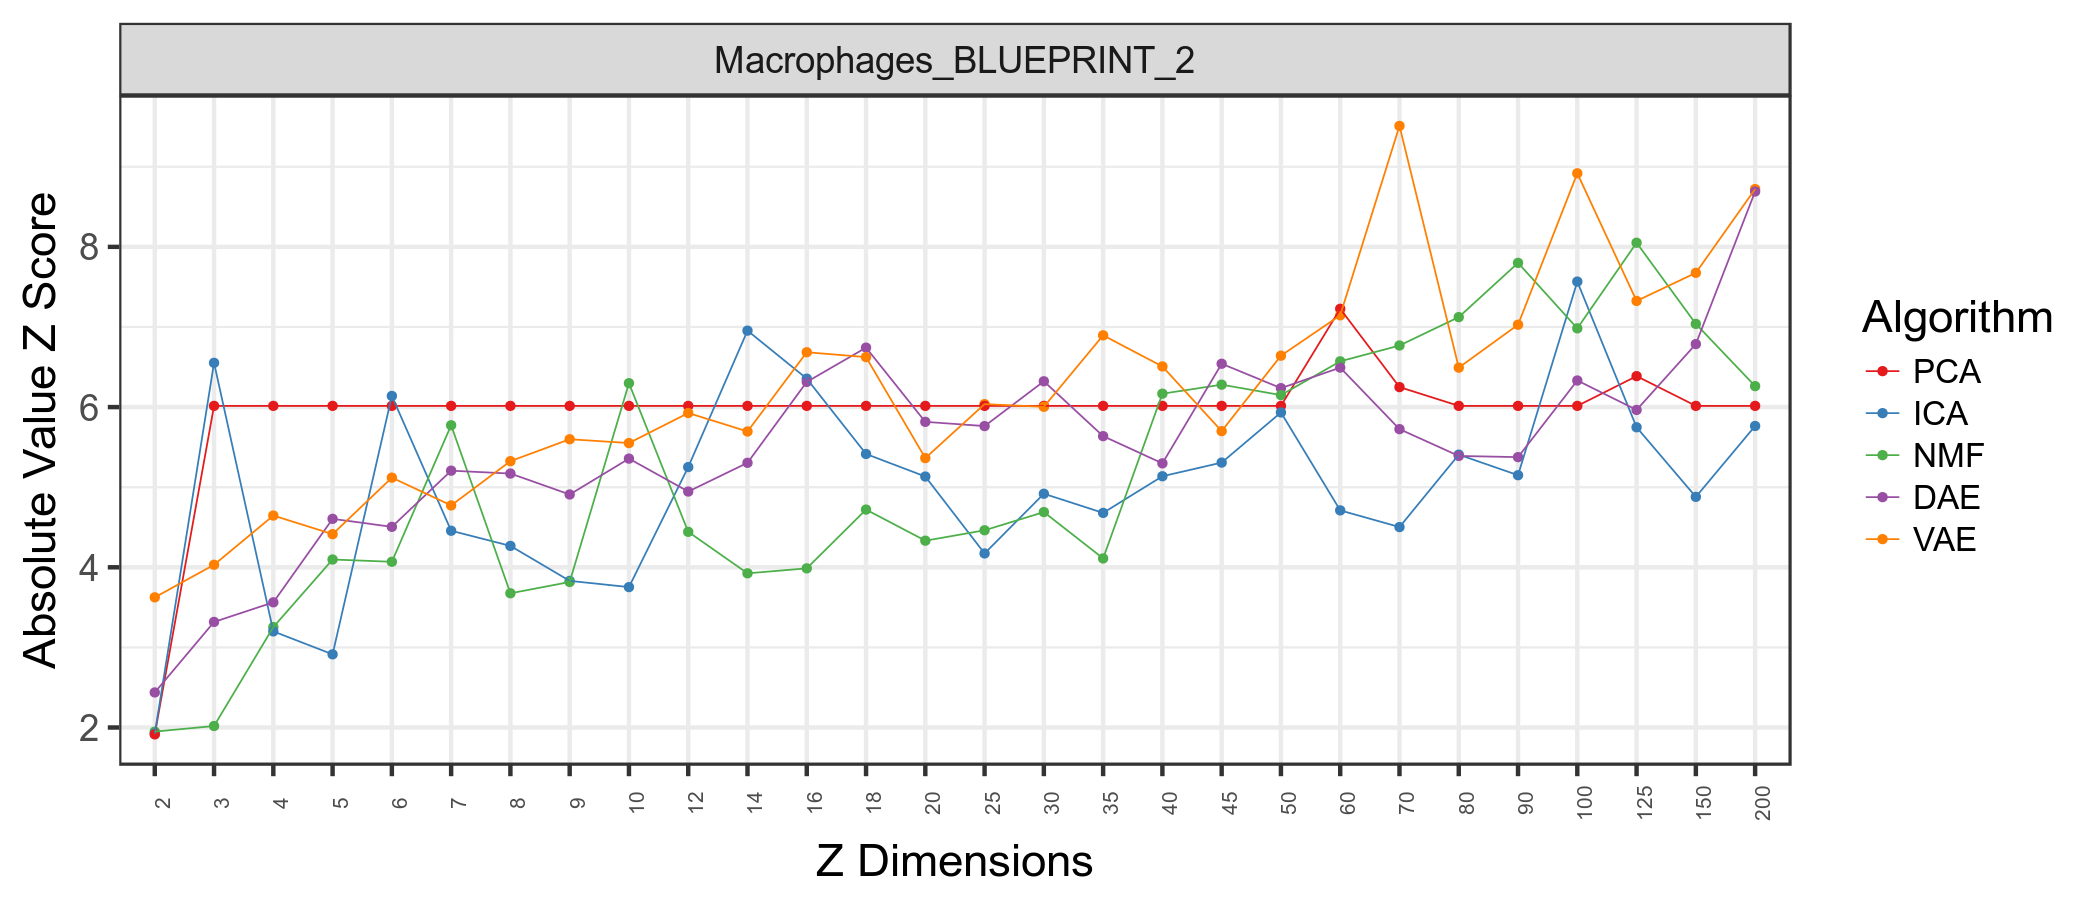 Macrophages_BLUEPRINT_2
Absolute Value Z Score
8
6
4
2
2 3 4 5 6 7 8 9 10 12 14 16 18 20 25 30 35 40 45 50 60 70 80 90 100 125 150 200
Z Dimensions
Algorithm
PCA
ICA
NMF
DAE
VAE